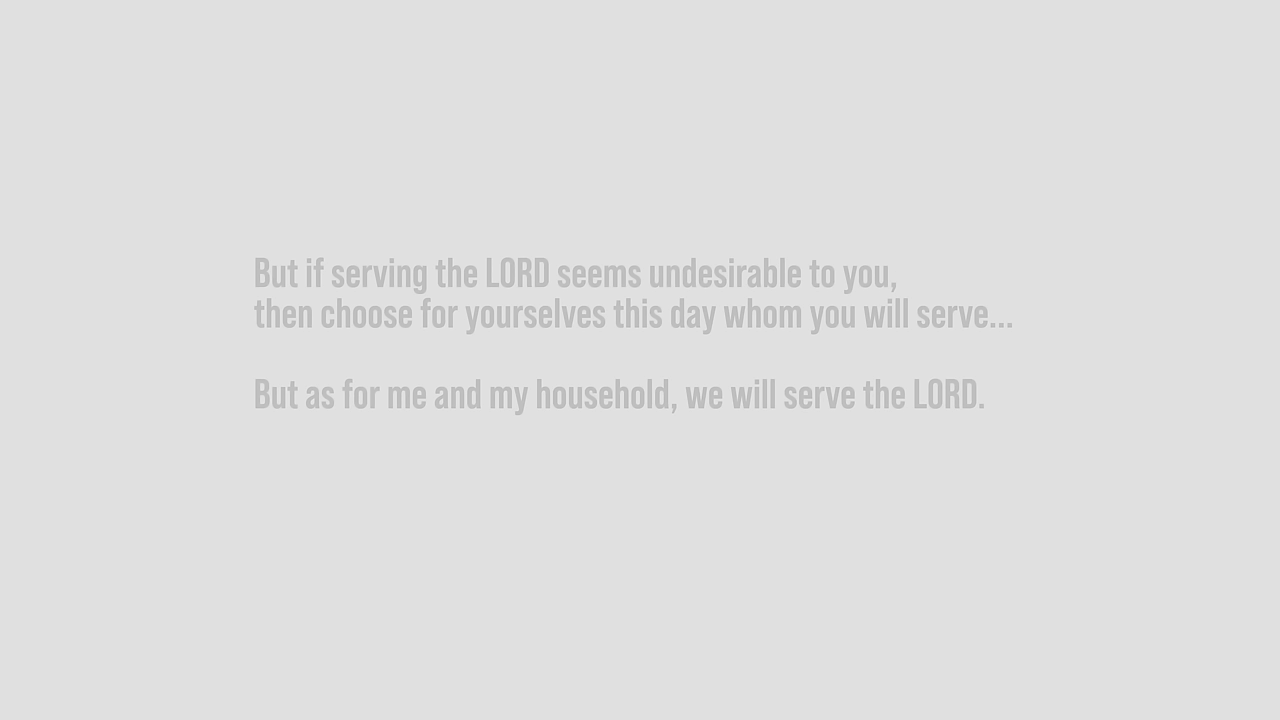 But if serving the LORD seems undesirable to you,
then choose for yourselves this day whom you will serve...
But as for me and my household, we will serve the LORD.